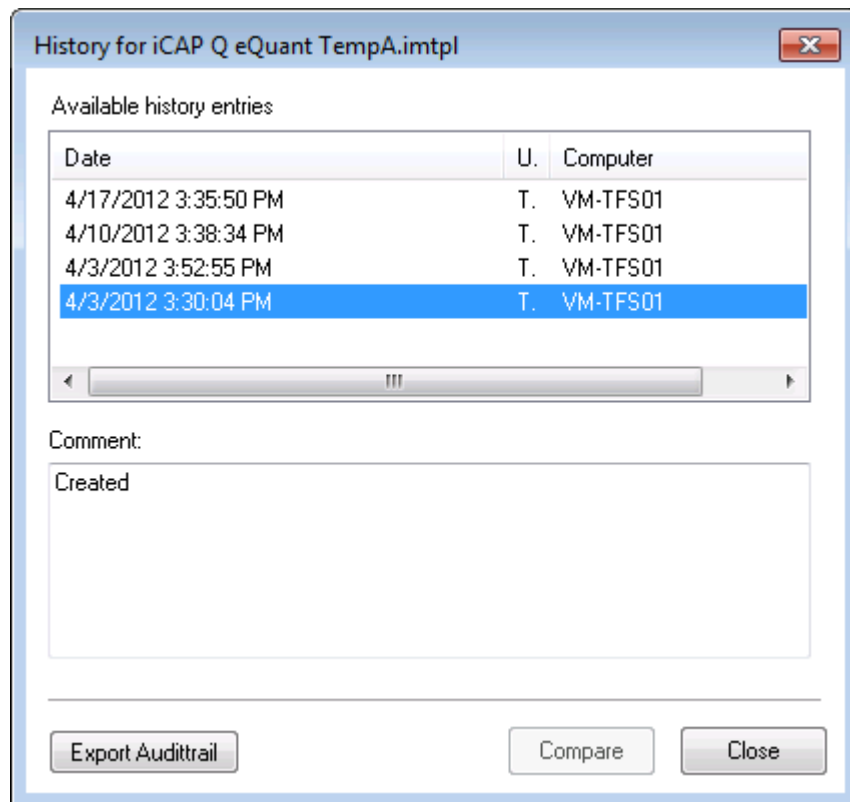 History for iCAP Q eQuant TempA.imtpl
Available history entries
Date U. Computer
4/17/2012 3:35:50 PM T. VM-TFS01
4/10/2012 3:38:34 PM T. VM-TFS01
4/3/2012 3:52:55 PM T. VM-TFS01
4/3/2012 3:30:04 PM T. VM-TFS01
Comment:
Created
Export Audittrail Compare Close